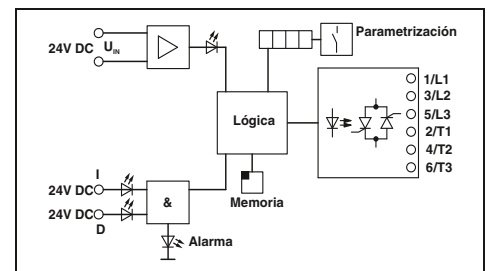 Parametrización
24V DC
U_IN
1/L1
3/L2
5/L3
2/T1
4/T2
6/T3
Lógica
I
24V DC
&
Memoria
24V DC
D
Alarma